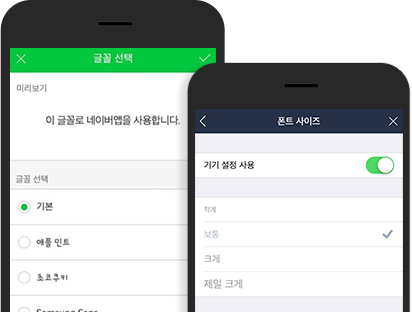 글꼴 선택
미리보기
이 글꼴로 네이버앱을 사용합니다.
글꼴 선택
기본
애플 민트
초코쿠키
Samsung Sans
폰트 사이즈
기기 설정 사용
작게
보통
크게
제일 크게